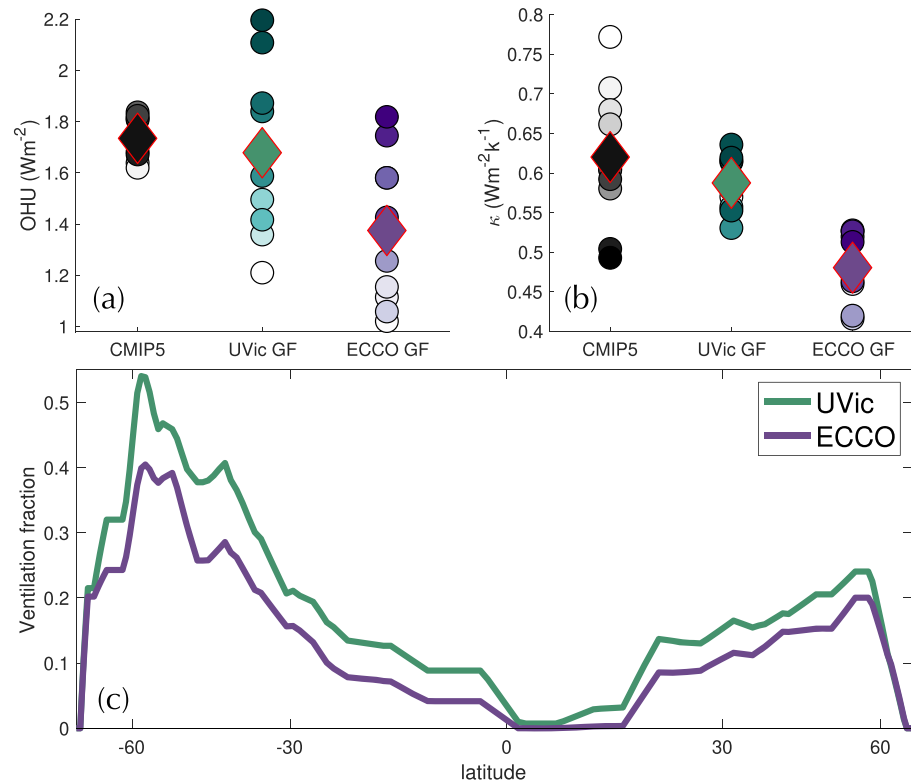 OHU (Wm-2)
2.2
2
1.8
1.6
1.4
1.2
1
(a)
CMIP5
UVic GF
ECCO GF
κ (Wm-2k-1)
0.8
0.75
0.7
0.65
0.6
0.55
0.5
0.45
0.4
(b)
CMIP5
UVic GF
ECCO GF
Ventilation fraction
0.5
0.4
0.3
0.2
0.1
0
(c)
UVic
ECCO
-60
-30
0
30
60
latitude